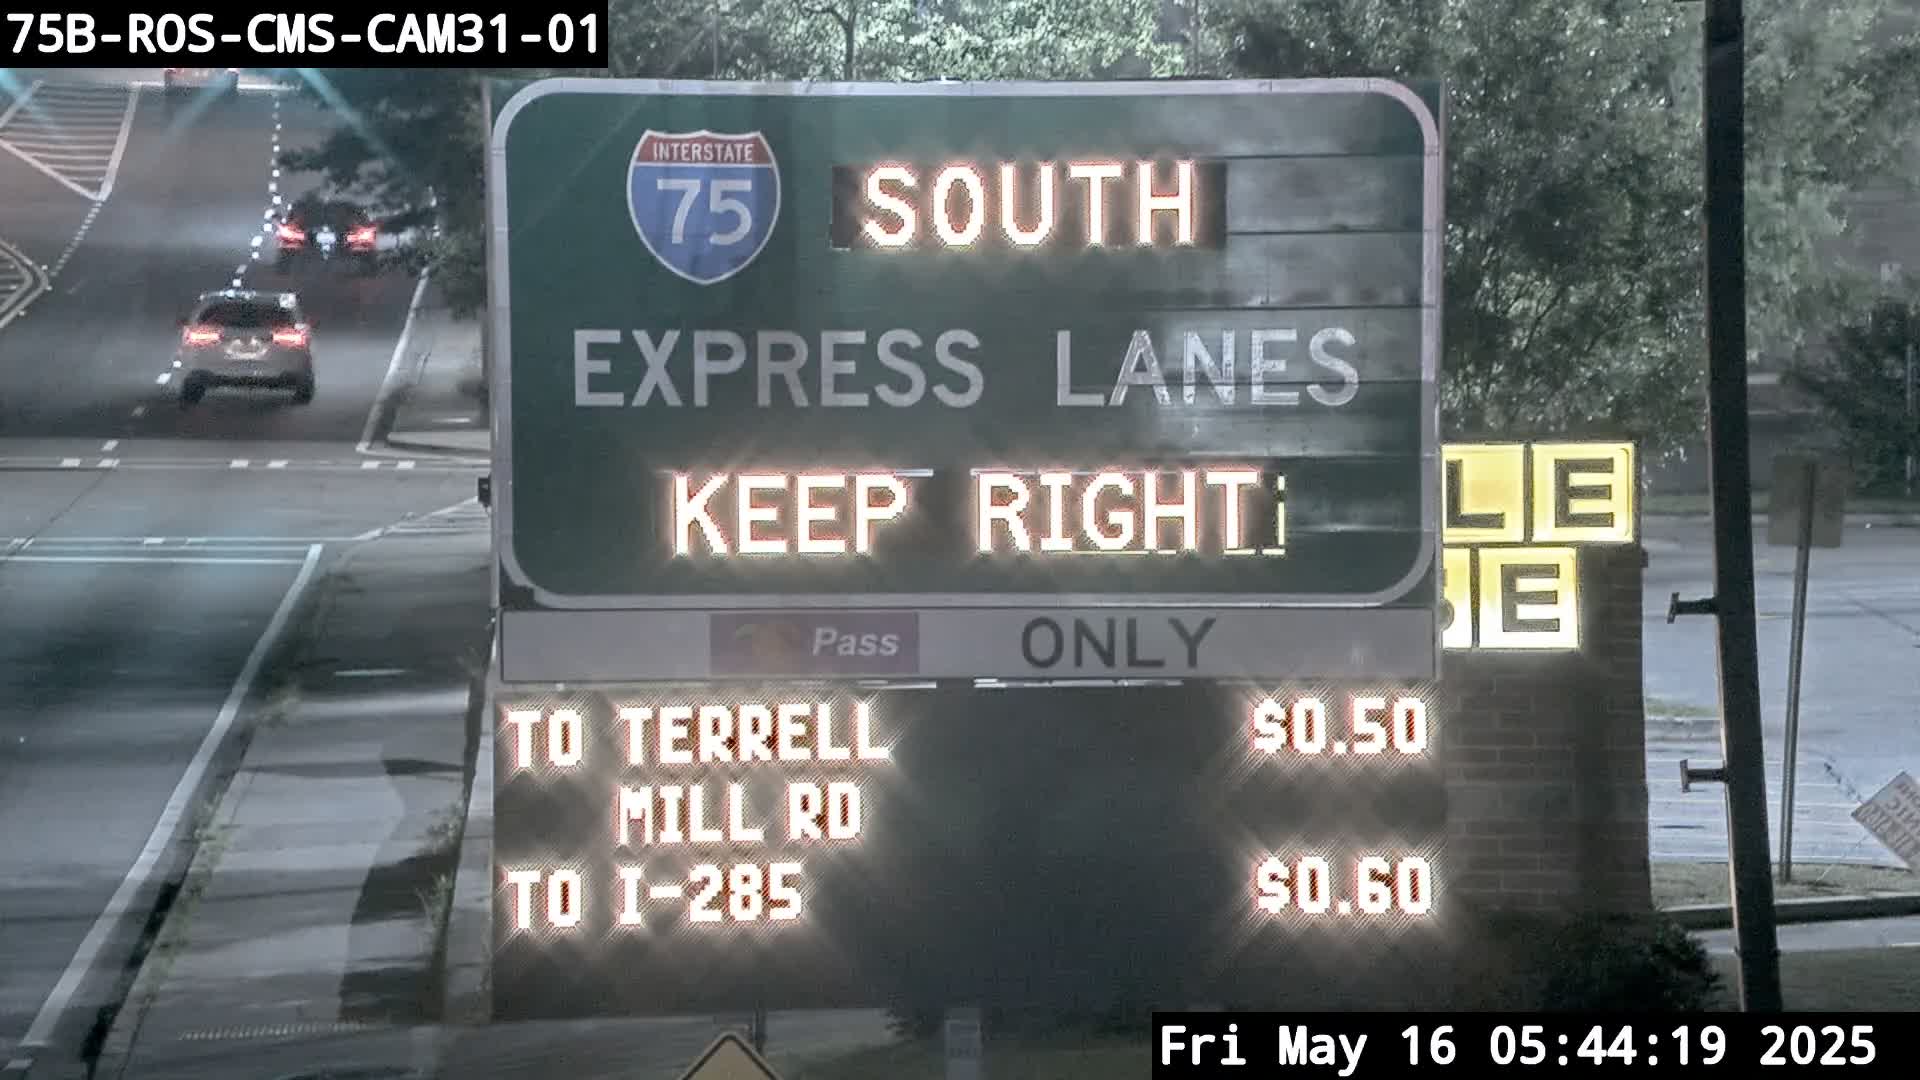 75B-ROS-CMS-CAM31-01
INTERSTATE
75
SOUTH
EXPRESS LANES
KEEP RIGHT
Pass ONLY
TO TERRELL $0.50
MILL RD
TO I-285 $0.60
LE
E
Fri May 16 05:44:19 2025